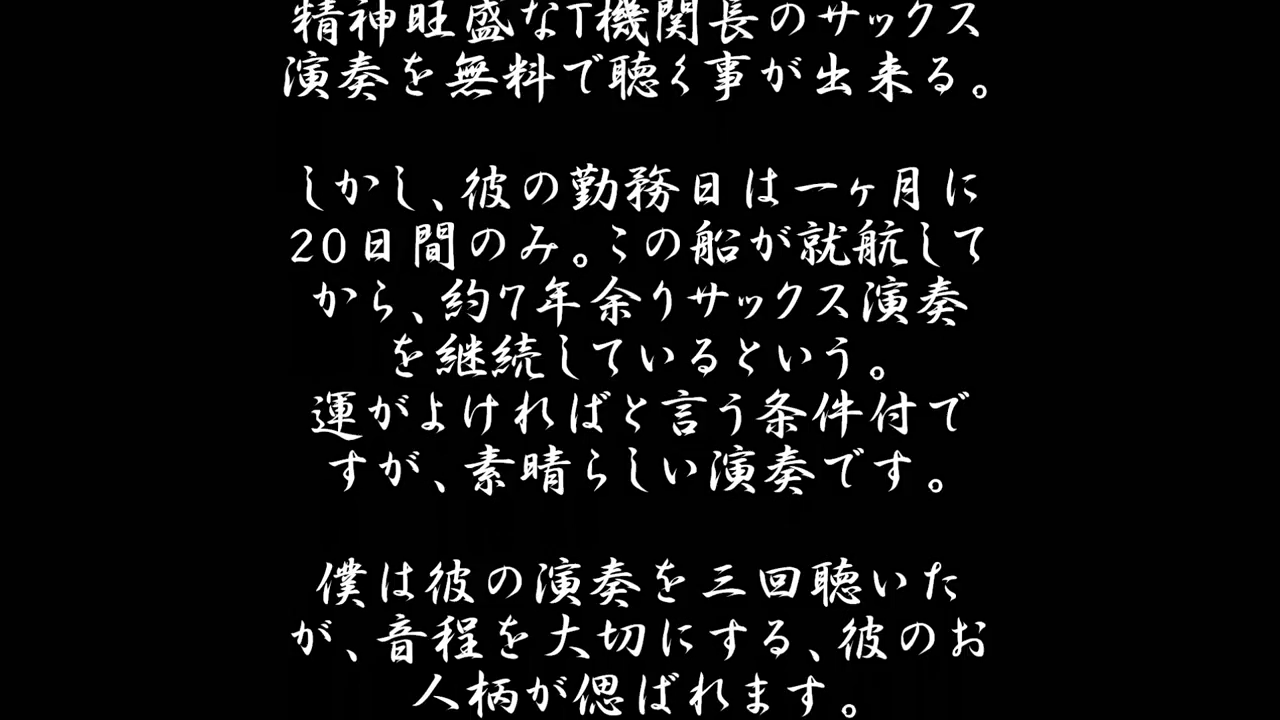 精神旺盛なT機関長のサックス
演奏を無料で聴く事が出来る。
しかし、彼の勤務日は一ヶ月に
20日間のみ。この船が就航して
から、約7年余りサックス演奏
を継続しているという。
運がよければと言う条件付で
すが、素晴らしい演奏です。
僕は彼の演奏を三回聴いた
が、音程を大切にする、彼のお
人柄が偲ばれます。